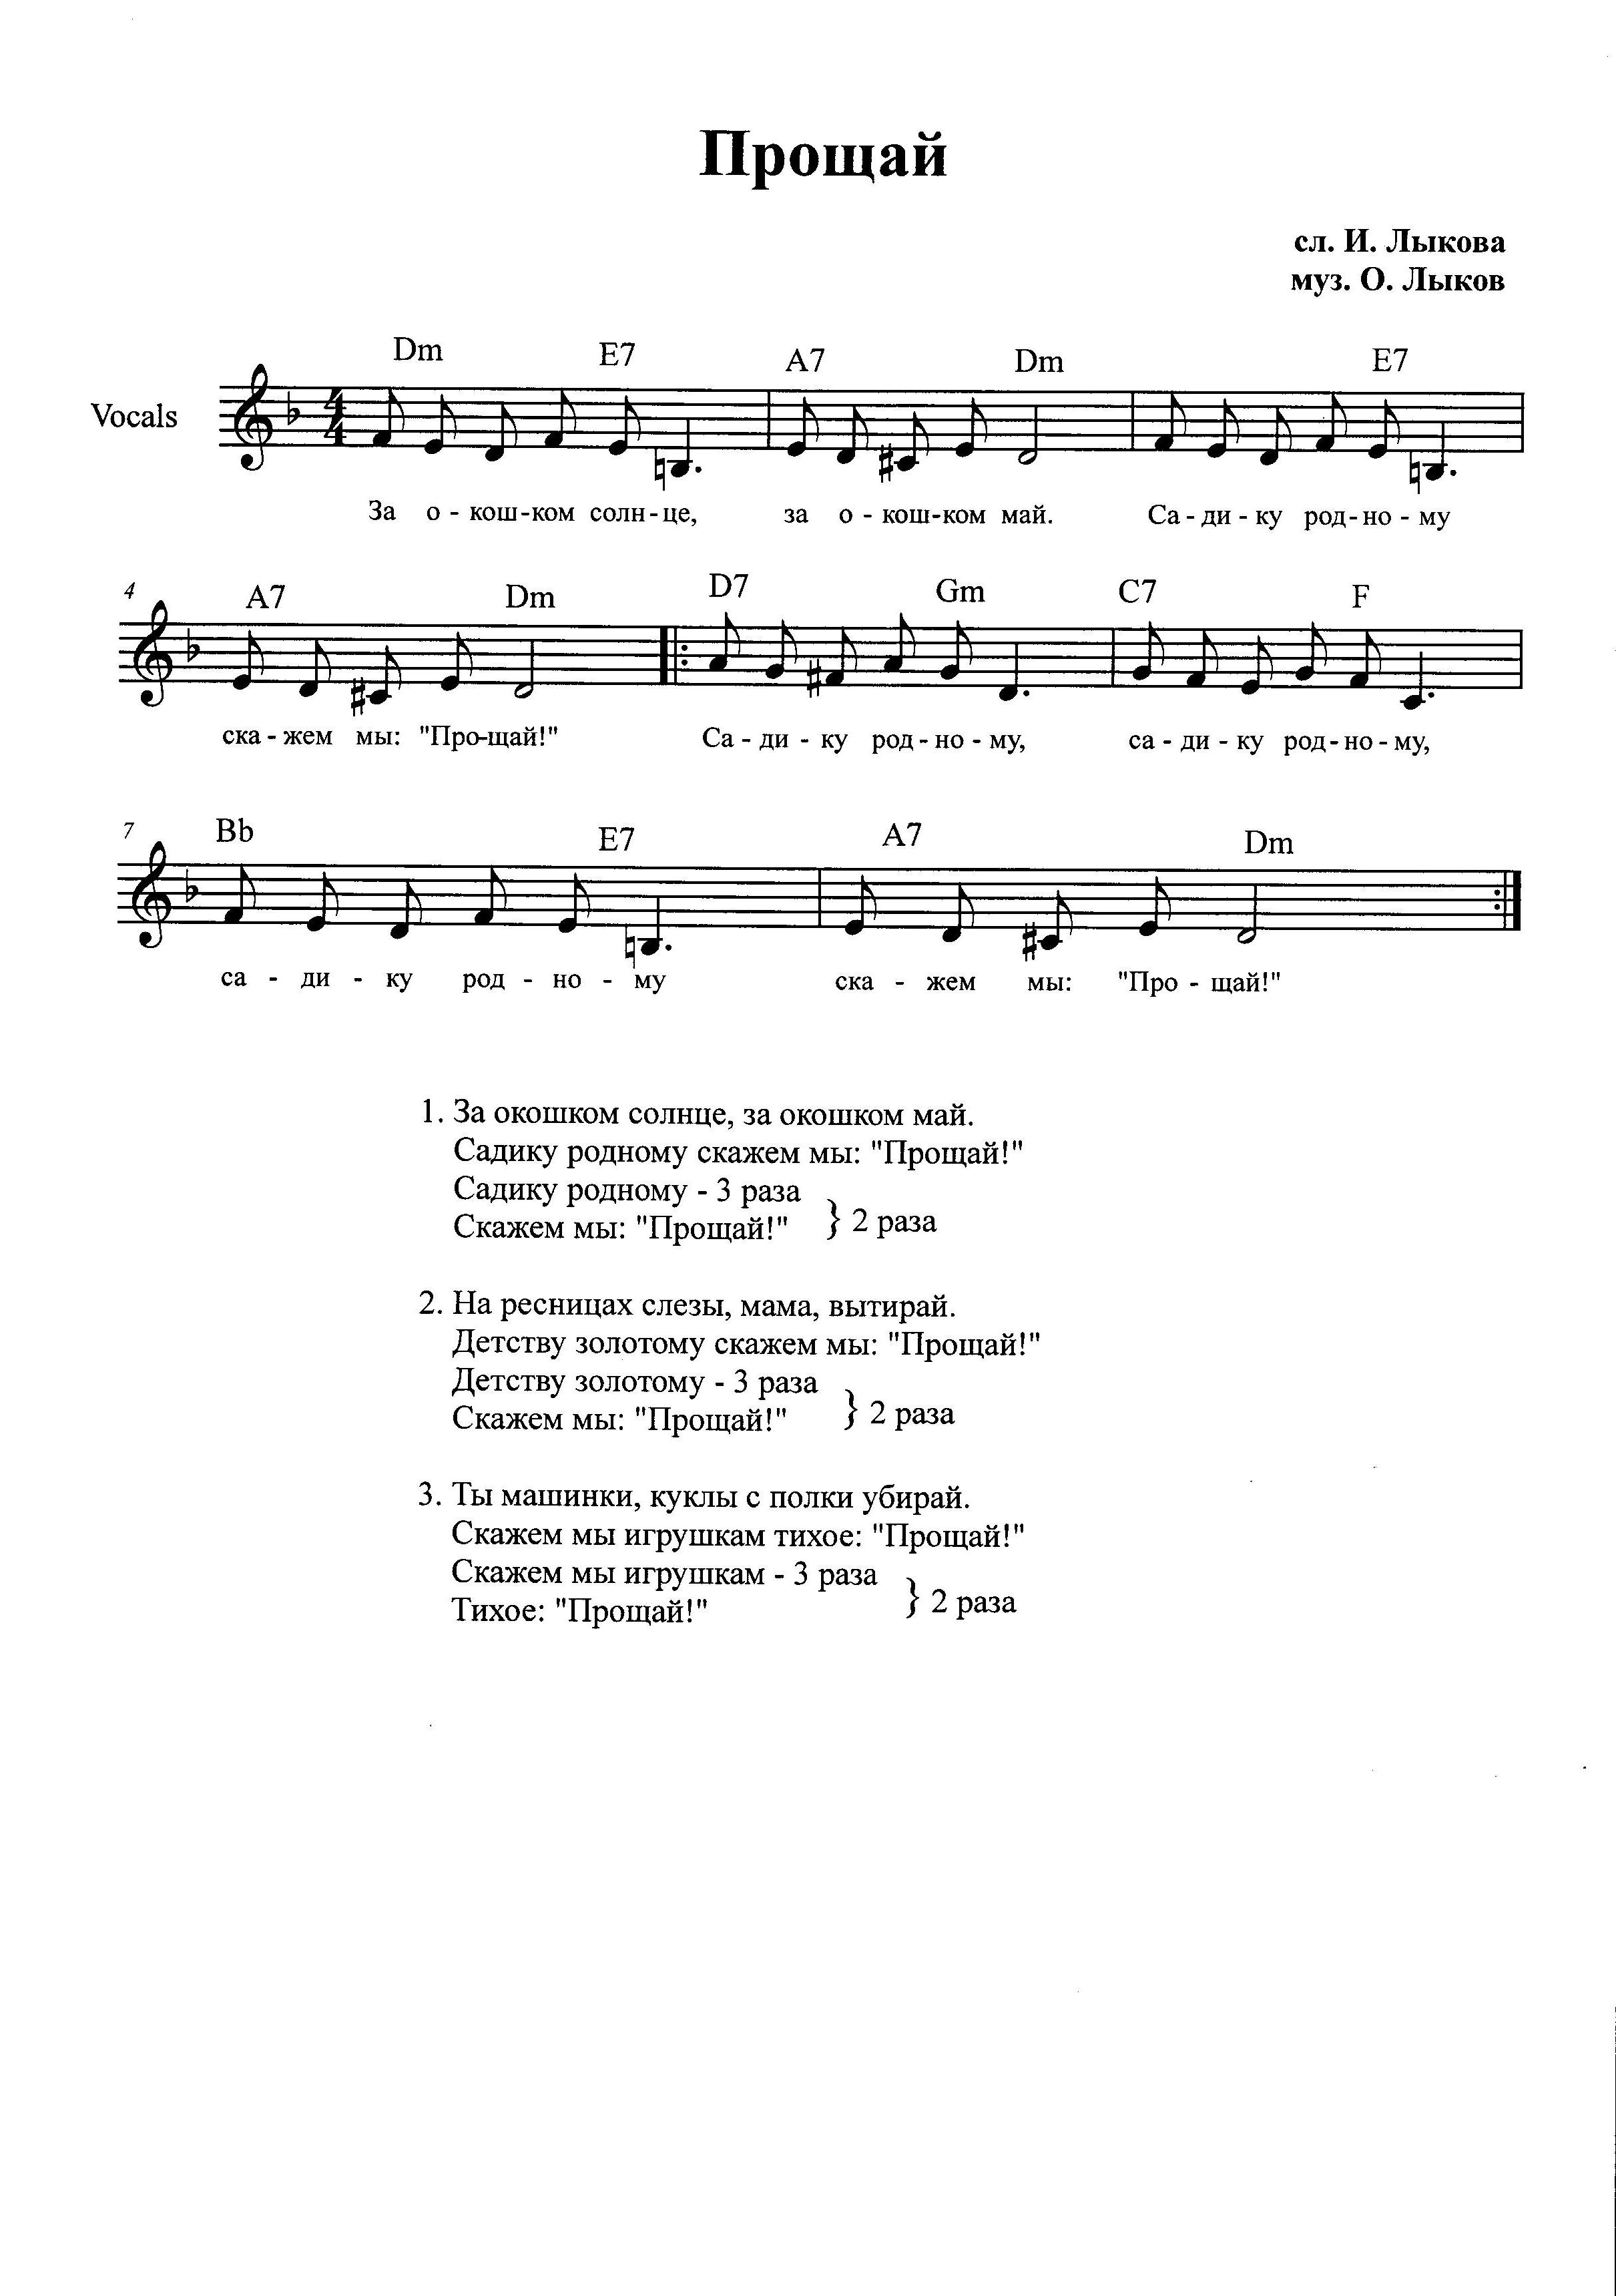 Прощай
сл. И. Лыкова
муз. О. Лыков
Dm E7 A7 Dm E7
Vocals
За о - кош-ком солн-це, за о - кош-ком май. Са - ди - ку род-но - му
4 A7 Dm D7 Gm C7 F
ска - жем мы: "Про-щай!" Са - ди - ку род - но - му, са - ди - ку род - но - му,
7 Bb E7 A7 Dm
са - ди - ку род - но - му ска - жем мы: "Про - щай!"
1. За окошком солнце, за окошком май.
Садику родному скажем мы: "Прощай!"
Садику родному - 3 раза
Скажем мы: "Прощай!" } 2 раза
2. На ресницах слезы, мама, вытирай.
Детству золотому скажем мы: "Прощай!"
Детству золотому - 3 раза
Скажем мы: "Прощай!" } 2 раза
3. Ты машинки, куклы с полки убирай.
Скажем мы игрушкам тихое: "Прощай!"
Скажем мы игрушкам - 3 раза
Тихое: "Прощай!" } 2 раза